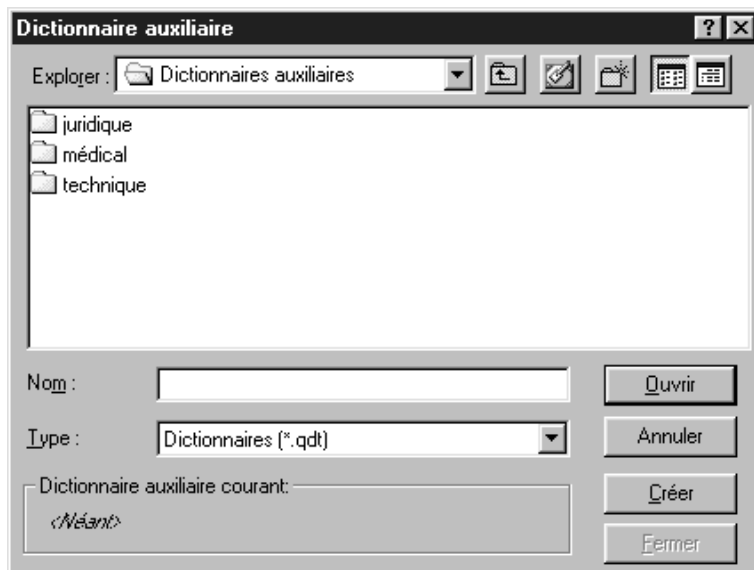 Dictionnaire auxiliaire
Explorer : Dictionnaires auxiliaires
juridique
médical
technique
Nom :
Ouvrir
Type : Dictionnaires (*.qdt)
Annuler
Dictionnaire auxiliaire courant:
<Néant>
Créer
Fermer